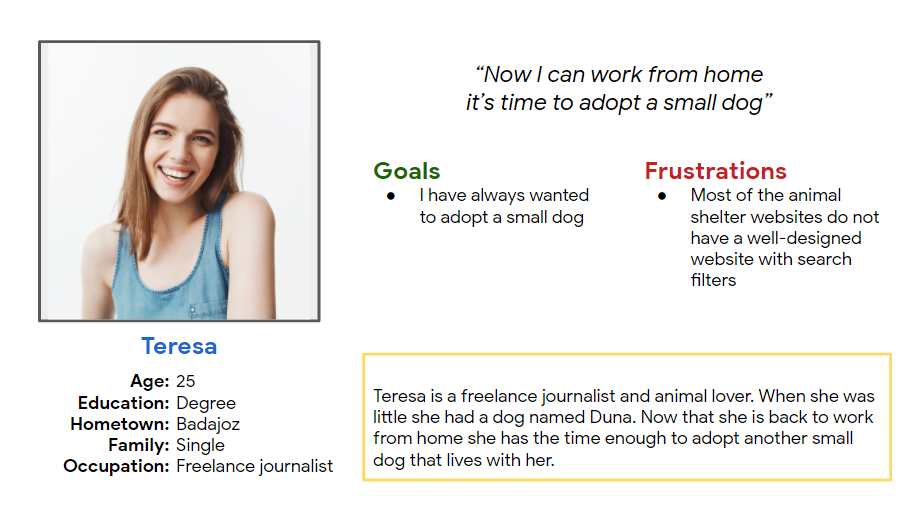 “Now I can work from home
it’s time to adopt a small dog”
Goals
● I have always wanted
to adopt a small dog
Frustrations
● Most of the animal
shelter websites do not
have a well-designed
website with search
filters
Teresa
Age: 25
Education: Degree
Hometown: Badajoz
Family: Single
Occupation: Freelance journalist
Teresa is a freelance journalist and animal lover. When she was
little she had a dog named Duna. Now that she is back to work
from home she has the time enough to adopt another small
dog that lives with her.